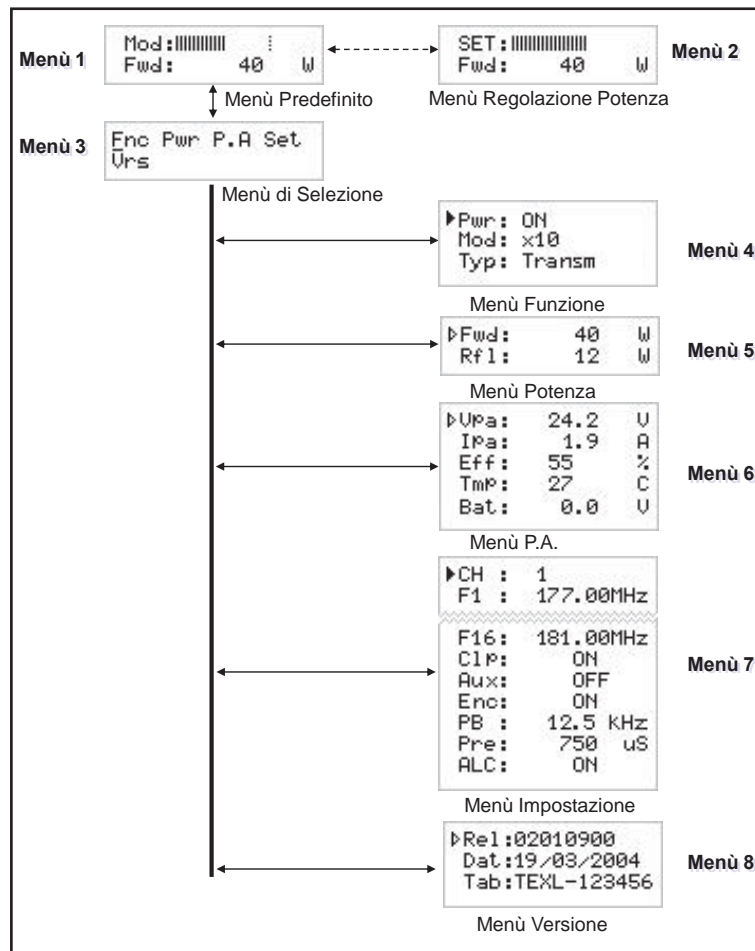 Menù 1
Mod:
Fwd: 40 W
SET:
Fwd: 40 W
Menù 2
Menù Predefinito
Menù Regolazione Potenza
Menù 3
Fnc Pwr P.A Set
Vrs
Menù di Selezione
Pwr: ON
Mod: x10
Typ: Transm
Menù 4
Menù Funzione
Fwd: 40 W
Rfl: 12 W
Menù 5
Menù Potenza
Vpa: 24.2 V
Ipa: 1.9 A
Eff: 55 %
Tmp: 27 C
Bat: 0.0 V
Menù 6
Menù P.A.
CH : 1
F1 : 177.00MHz
F16: 181.00MHz
Clp: ON
Aux: OFF
Enc: ON
PB : 12.5 KHz
Pre: 750 uS
ALC: ON
Menù 7
Menù Impostazione
Rel:02010900
Dat:19/03/2004
Tab:TEXL-123456
Menù 8
Menù Versione